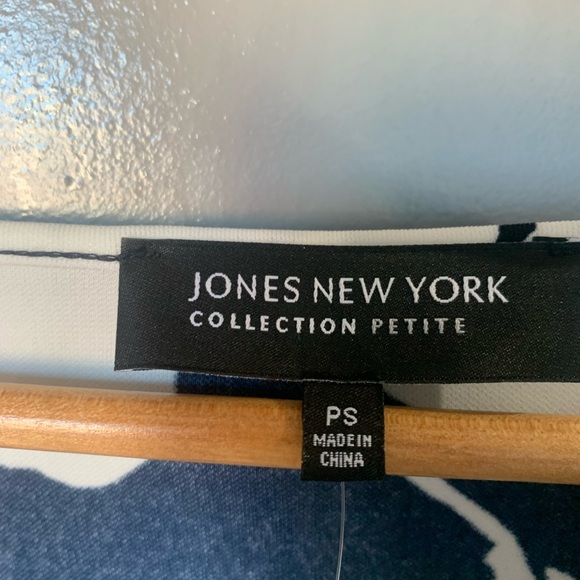 JONES NEW YORK
COLLECTION PETITE
PS
MADE IN
CHINA